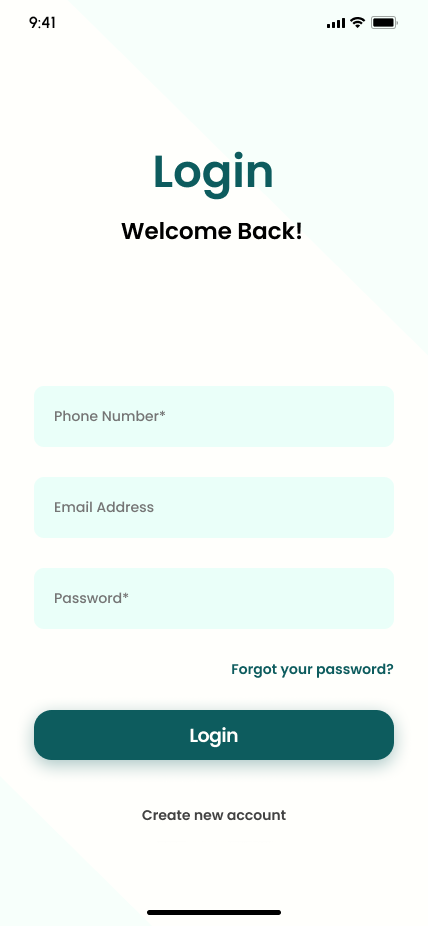 9:41
Login
Welcome Back!
Phone Number*
Email Address
Password*
Forgot your password?
Login
Create new account